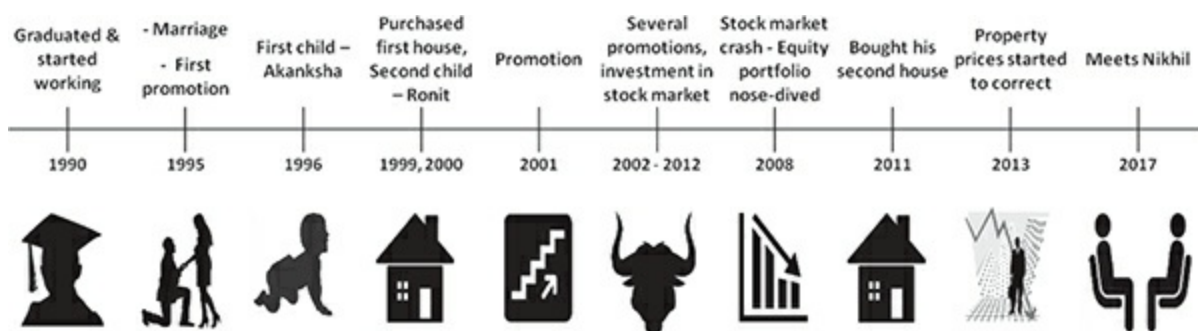 Graduated &
started
working
- Marriage
- First
promotion
First child –
Akanksha
Purchased
first house,
Second child
– Ronit
Promotion
Several
promotions,
investment in
stock market
Stock market
crash - Equity
portfolio
nose-dived
Bought his
second house
Property
prices started
to correct
Meets Nikhil
1990
1995
1996
1999, 2000
2001
2002 - 2012
2008
2011
2013
2017